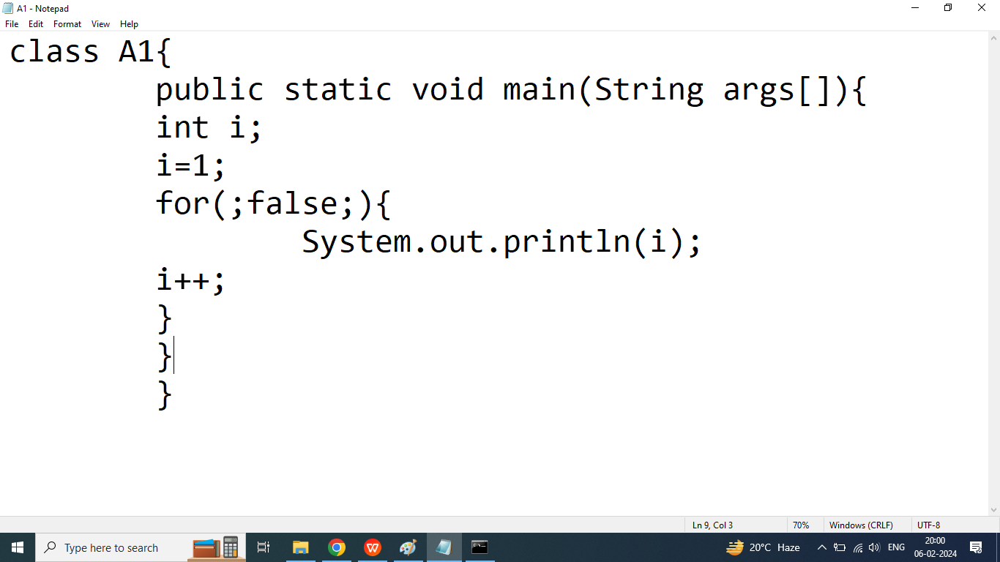 A1 - Notepad
File Edit Format View Help
class A1{
public static void main(String args[]){
int i;
i=1;
for(;false;){
System.out.println(i);
i++;
}
}
}
Ln 9, Col 3 70% Windows (CRLF) UTF-8
Type here to search 20°C Haze ENG 20:00
06-02-2024